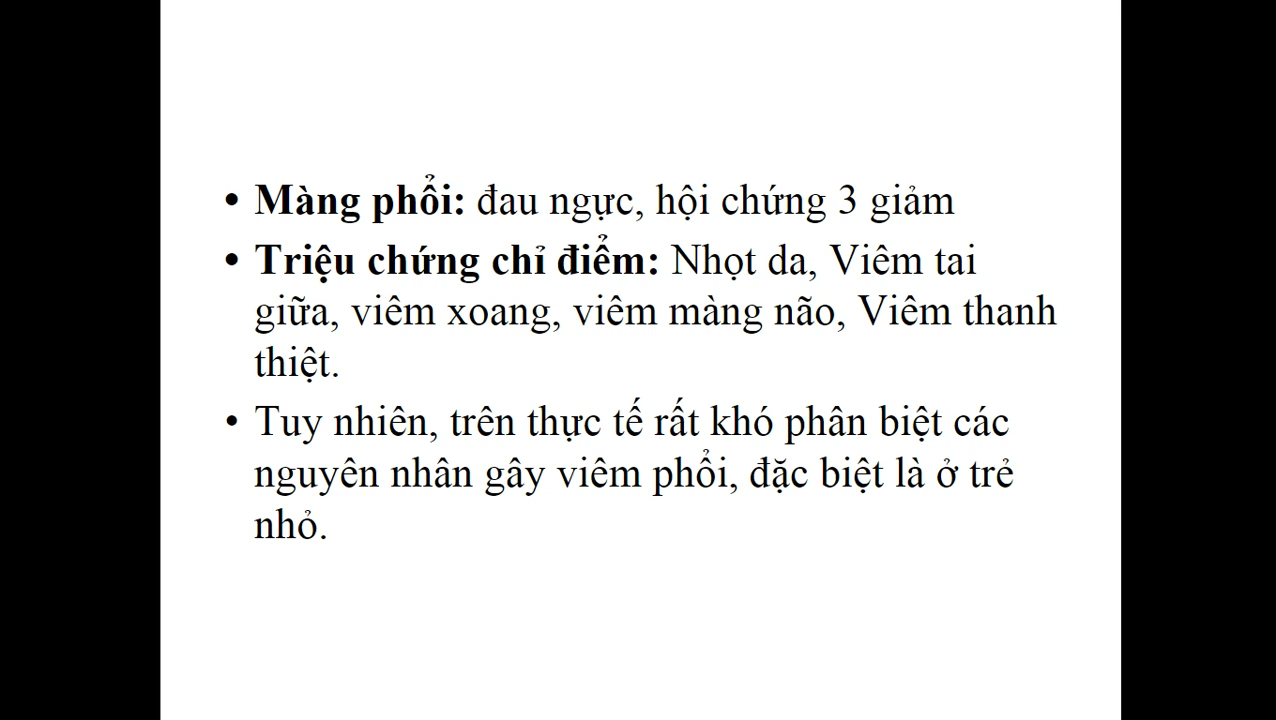 • Màng phổi: đau ngực, hội chứng 3 giảm
• Triệu chứng chỉ điểm: Nhọt da, Viêm tai
giữa, viêm xoang, viêm màng não, Viêm thanh
thiệt.
• Tuy nhiên, trên thực tế rất khó phân biệt các
nguyên nhân gây viêm phổi, đặc biệt là ở trẻ
nhỏ.